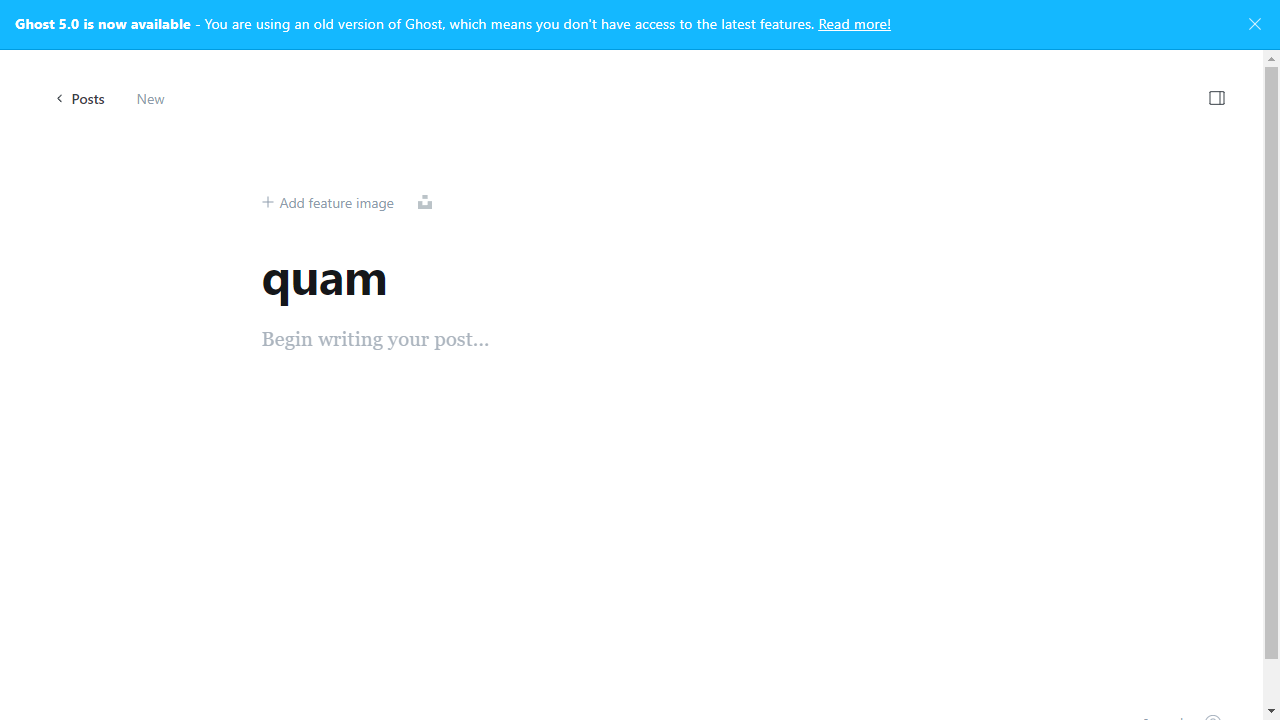 Ghost 5.0 is now available - You are using an old version of Ghost, which means you don't have access to the latest features. Read more!
Posts
New
Add feature image
quam
Begin writing your post...